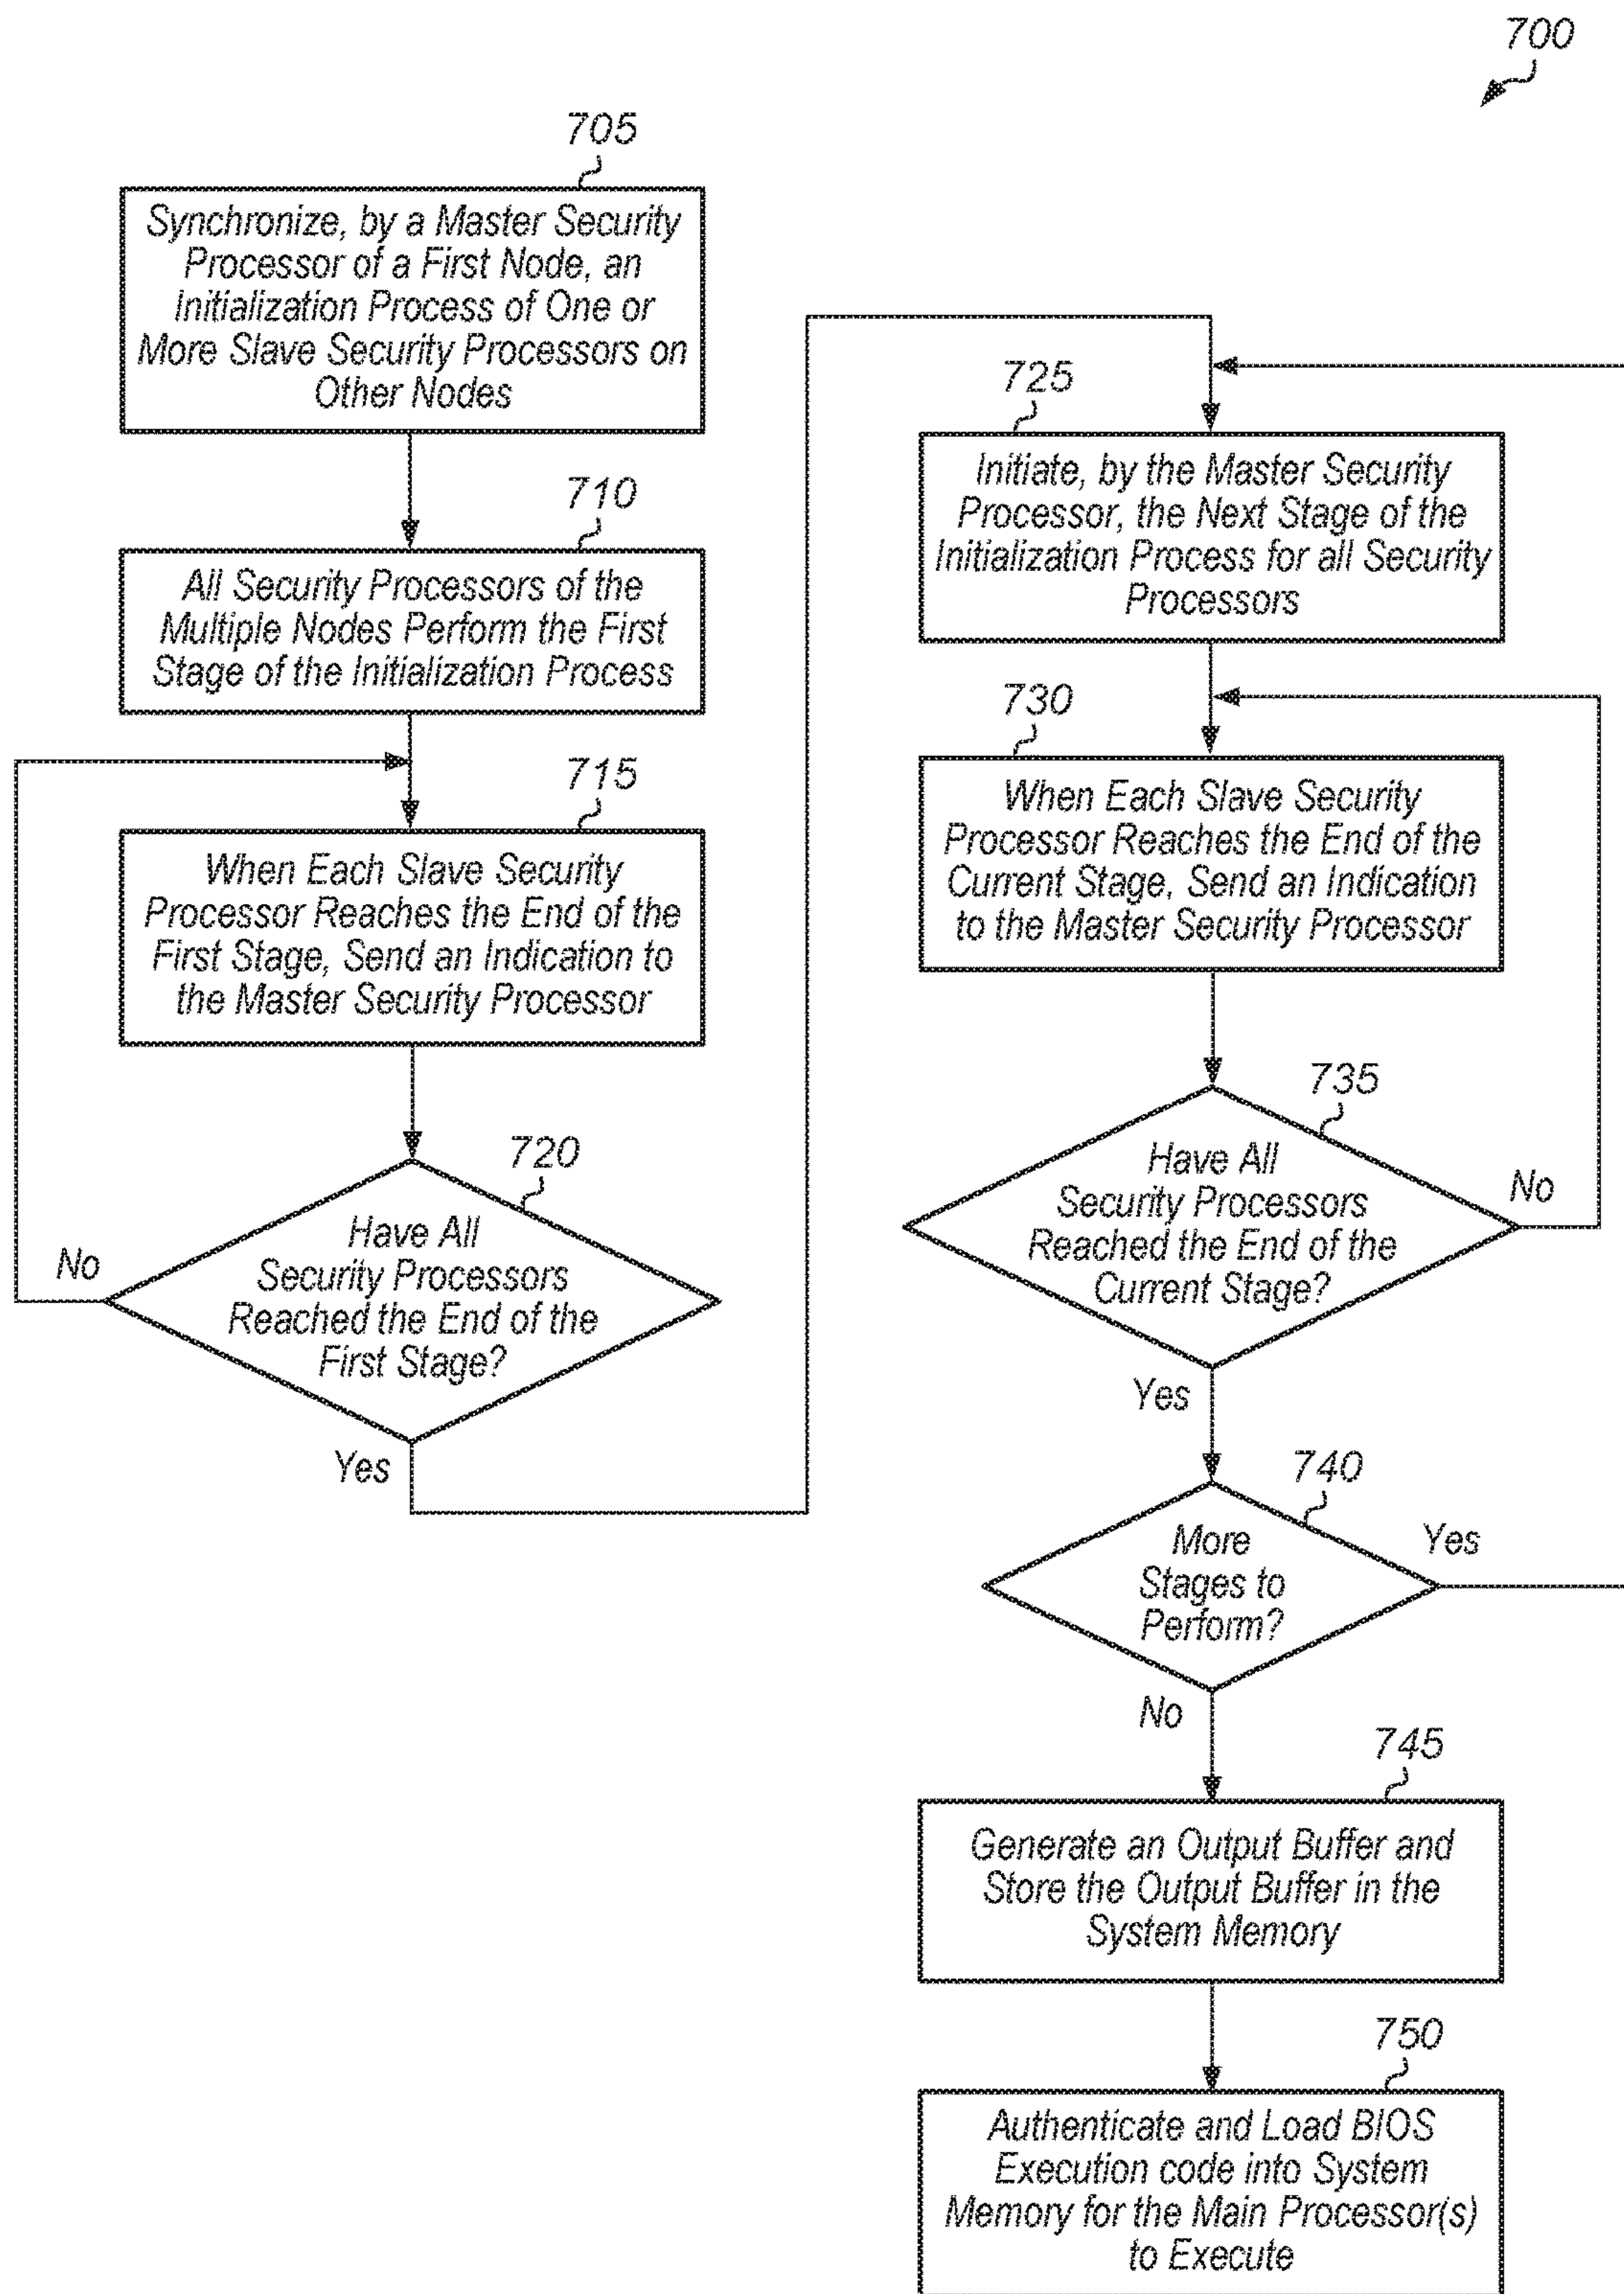 700
705
Synchronize, by a Master Security
Processor of a First Node, an
Initialization Process of One or
More Slave Security Processors on
Other Nodes
710
All Security Processors of the
Multiple Nodes Perform the First
Stage of the Initialization Process
715
When Each Slave Security
Processor Reaches the End of the
First Stage, Send an Indication to
the Master Security Processor
720
Have All
Security Processors
Reached the End of the
First Stage?
No
Yes
725
Initiate, by the Master Security
Processor, the Next Stage of the
Initialization Process for all Security
Processors
730
When Each Slave Security
Processor Reaches the End of the
Current Stage, Send an Indication
to the Master Security Processor
735
Have All
Security Processors
Reached the End of the
Current Stage?
No
Yes
740
More
Stages to
Perform?
Yes
No
745
Generate an Output Buffer and
Store the Output Buffer in the
System Memory
750
Authenticate and Load BIOS
Execution code into System
Memory for the Main Processor(s)
to Execute